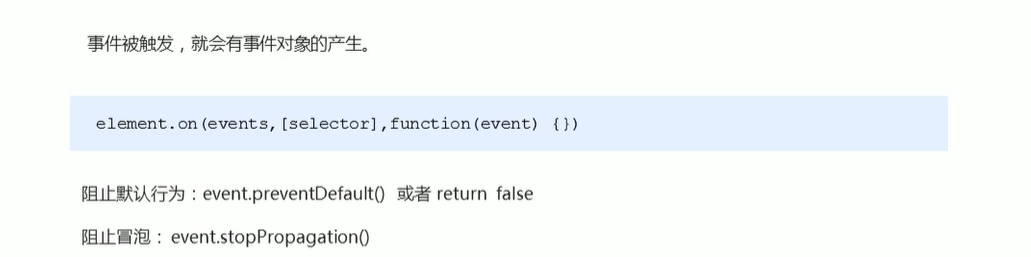 事件被触发，就会有事件对象的产生。
element.on(events,[selector],function(event) {})
阻止默认行为：event.preventDefault() 或者 return false
阻止冒泡： event.stopPropagation()